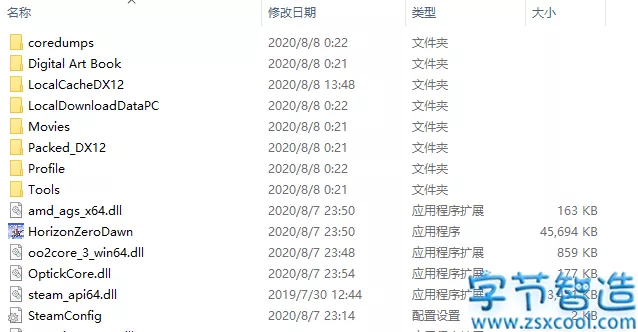 名称 修改日期 类型 大小
coredumps 2020/8/8 0:22 文件夹
Digital Art Book 2020/8/8 0:21 文件夹
LocalCacheDX12 2020/8/8 13:48 文件夹
LocalDownloadDataPC 2020/8/8 0:22 文件夹
Movies 2020/8/8 0:21 文件夹
Packed_DX12 2020/8/8 0:21 文件夹
Profile 2020/8/8 0:22 文件夹
Tools 2020/8/8 0:21 文件夹
amd_ags_x64.dll 2020/8/7 23:50 应用程序扩展 163 KB
HorizonZeroDawn 2020/8/7 23:50 应用程序 45,694 KB
oo2core_3_win64.dll 2020/8/7 23:48 应用程序扩展 859 KB
OptickCore.dll 2020/8/7 23:54 应用程序扩展 177 KB
steam_api64.dll 2019/7/30 12:44 应用程序扩展 KB
SteamConfig 2020/8/7 23:14 配置设置 2 KB
字节智造
www.zsxcool.com